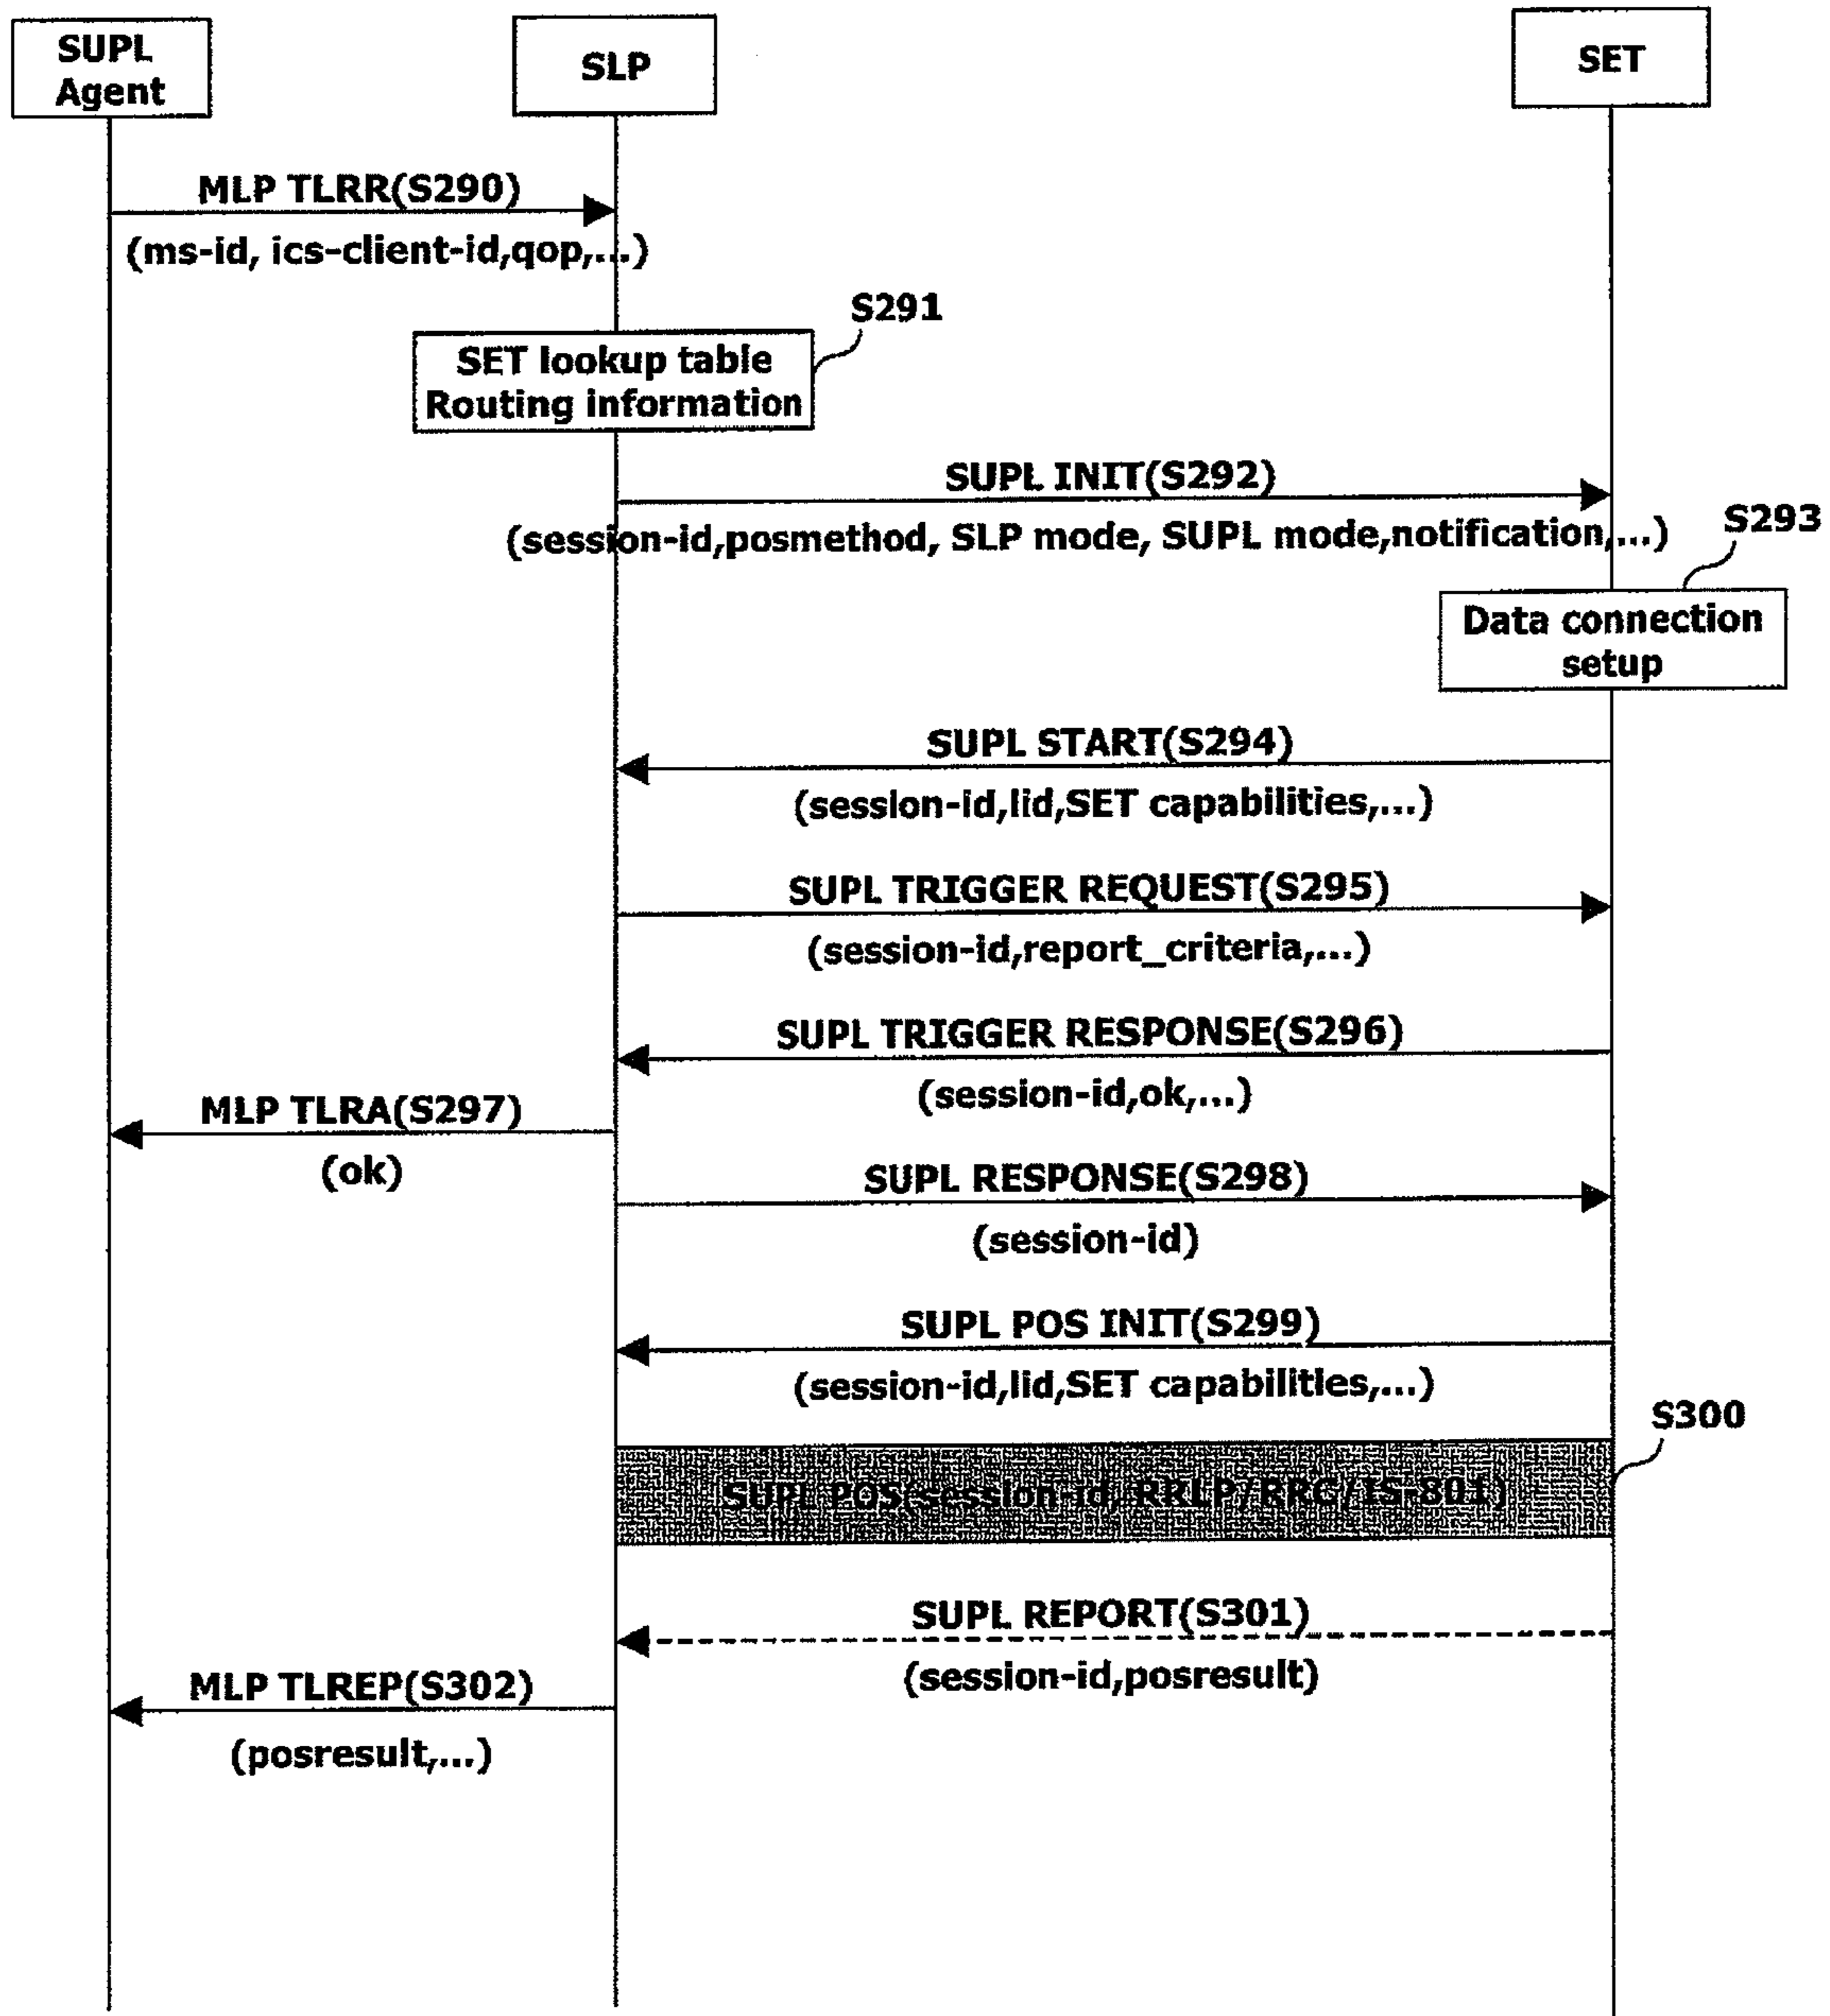 SUPL
Agent
SLP
SET
MLP TLRR(S290)
(ms-id, ics-client-id,qop,...)
S291
SET lookup table
Routing information
SUPL INIT(S292)
(session-id,posmethod, SLP mode, SUPL mode,notification,...)
S293
Data connection
setup
SUPL START(S294)
(session-id,lid,SET capabilities,...)
SUPL TRIGGER REQUEST(S295)
(session-id,report_criteria,...)
SUPL TRIGGER RESPONSE(S296)
(session-id,ok,...)
MLP TLRA(S297)
(ok)
SUPL RESPONSE(S298)
(session-id)
SUPL POS INIT(S299)
(session-id,lid,SET capabilities,...)
S300
SUPL POS(session-id, RRLP/RRC/IS-801)
SUPL REPORT(S301)
(session-id,posresult)
MLP TLREP(S302)
(posresult,...)